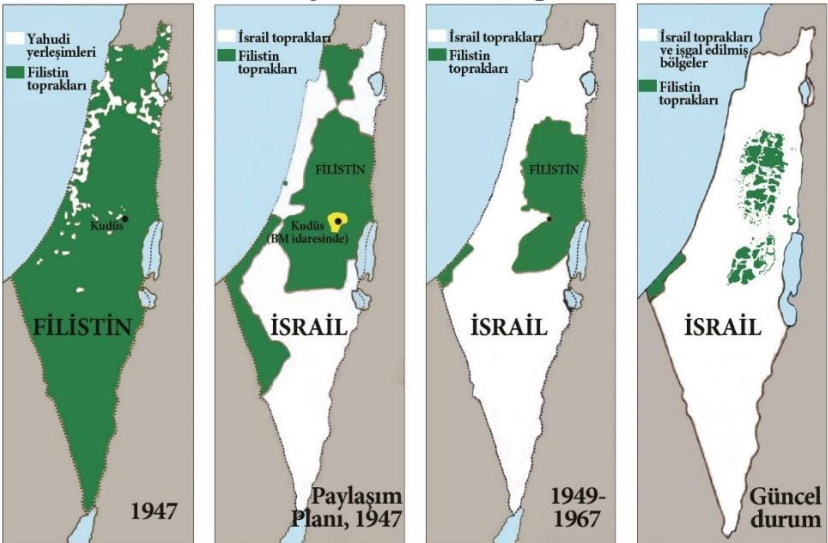 Yahudi
yerleşimleri
Filistin
toprakları
Kudüs
FİLİSTİN
1947
İsrail toprakları
Filistin
toprakları
FİLİSTİN
Kudüs
(BM idaresinde)
İSRAİL
Paylaşım
Planı, 1947
İsrail toprakları
Filistin
toprakları
FİLİSTİN
İSRAİL
1949-
1967
İsrail toprakları
ve işgal edilmiş
bölgeler
Filistin
toprakları
İSRAİL
Güncel
durum